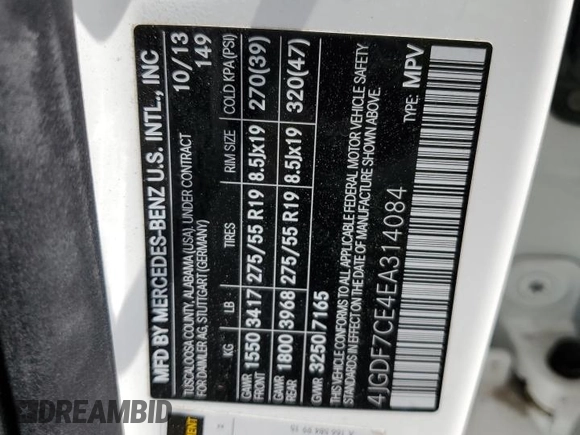 MFD BY MERCEDES-BENZ U.S. INTL., INC.
TUSCALOOSA COUNTY, ALABAMA (USA), UNDER CONTRACT
FOR DAIMLER AG, STUTTGART (GERMANY)
10/13
149
KG LB TIRES RIM SIZE COLD KPA(PSI)
GAWR FRONT 1550 3417 275/55 R19 8.5Jx19 270(39)
GAWR REAR 1800 3968 275/55 R19 8.5Jx19 320(47)
GVWR 3250 7165
THIS VEHICLE CONFORMS TO ALL APPLICABLE FEDERAL MOTOR VEHICLE SAFETY
STANDARDS IN EFFECT ON THE DATE OF MANUFACTURE SHOWN ABOVE.
4JGDF7CE4EA314084 TYPE: MPV
DREAMBID